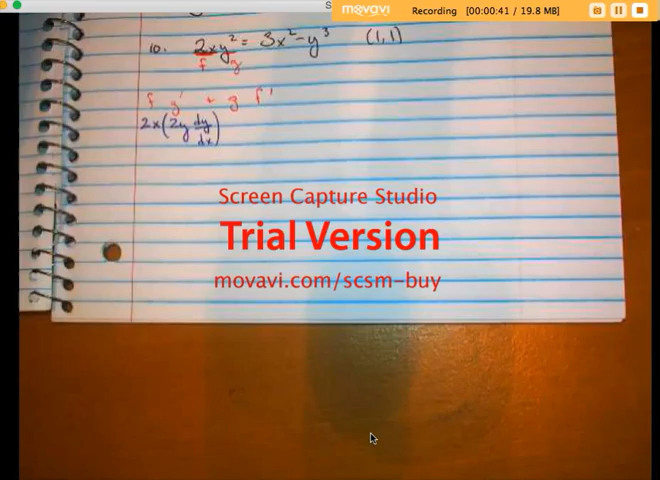 movavi Recording [00:00:41 / 19.8 MB]
10. 2xy² = 3x² - y³ (1,1)
f g
f g' + g f'
2x(2y dy/dx)
Screen Capture Studio
Trial Version
movavi.com/scsm-buy